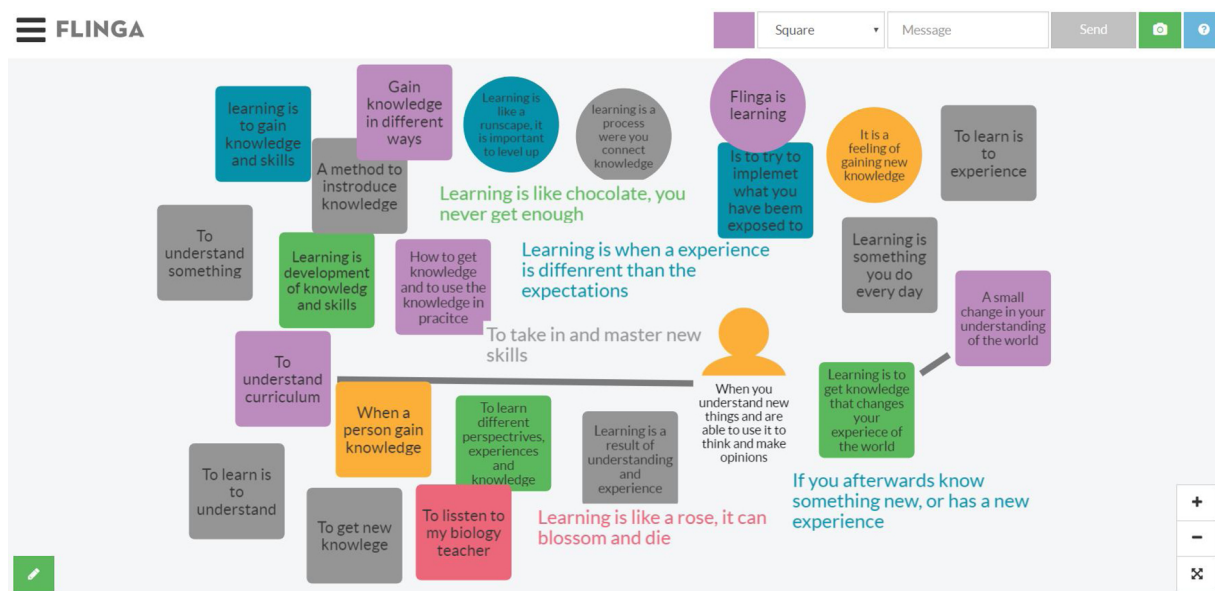 FLINGA
Square
Message
Send
learning is
to gain
knowledge
and skills
Gain
knowledge
in different
ways
A method to
instroduce
knowledge
Learning is
like a
runscape, it
is important
to level up
learning is a
process
were you
connect
knowledge
Flinga is
learning
Is to try to
implemet
what you
have beem
exposed to
It is a
feeling of
gaining new
knowledge
To learn is
to
experience
Learning is like chocolate, you
never get enough
To
understand
something
Learning is
development
of knowledg
and skills
How to get
knowledge
and to use the
knowledge in
pracitce
Learning is when a experience
is diffenrent than the
expectations
Learning is
something
you do
every day
A small
change in your
understanding
of the world
To take in and master new
skills
To
understand
curriculum
When a
person gain
knowledge
To learn
different
perspectrives,
experiences
and
knowledge
Learning is a
result of
understanding
and
experience
When you
understand new
things and are
able to use it to
think and make
opinions
Learning is to
get knowledge
that changes
your
experiece of
the world
To learn is
to
understand
To get new
knowlege
To lissten to
my biology
teacher
Learning is like a rose, it can
blossom and die
If you afterwards know
something new, or has a new
experience